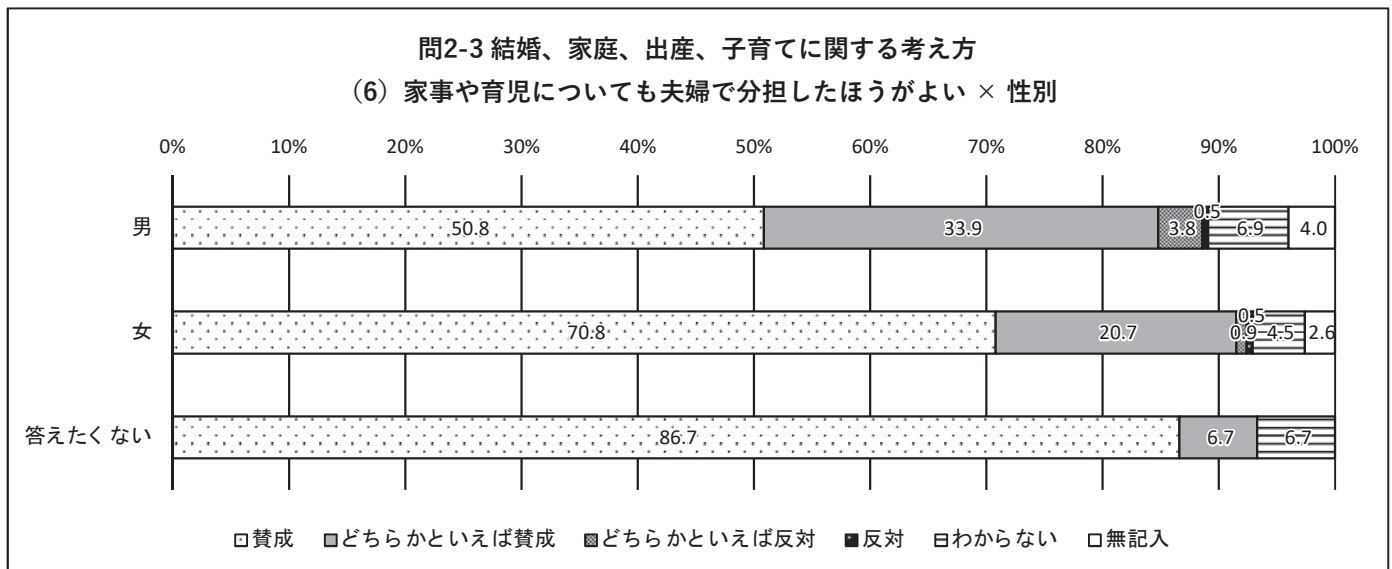 問2-3 結婚、家庭、出産、子育てに関する考え方
（6）家事や育児についても夫婦で分担したほうがよい × 性別
0% 10% 20% 30% 40% 50% 60% 70% 80% 90% 100%
男 50.8 33.9 3.8 0.5 6.9 4.0
女 70.8 20.7 0.9 0.5 4.5 2.6
答えたくない 86.7 6.7 6.7
賛成 どちらかといえば賛成 どちらかといえば反対 反対 わからない 無記入